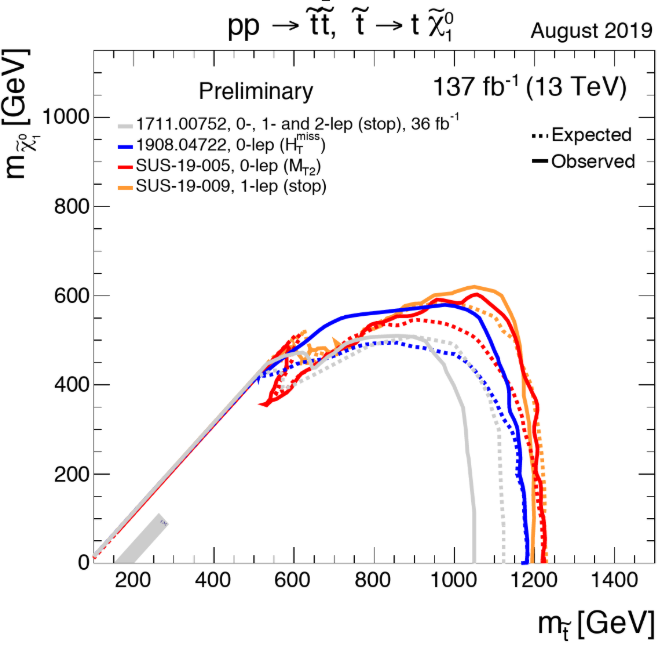 pp → t̃t̃, t̃ → t χ̃₁⁰
August 2019
Preliminary
137 fb⁻¹ (13 TeV)
1711.00752, 0-, 1- and 2-lep (stop), 36 fb⁻¹
1908.04722, 0-lep (H_T^miss)
SUS-19-005, 0-lep (M_T2)
SUS-19-009, 1-lep (stop)
Expected
Observed
m_χ̃₁⁰ [GeV]
1000
800
600
400
200
0
200
400
600
800
1000
1200
1400
m_t̃ [GeV]